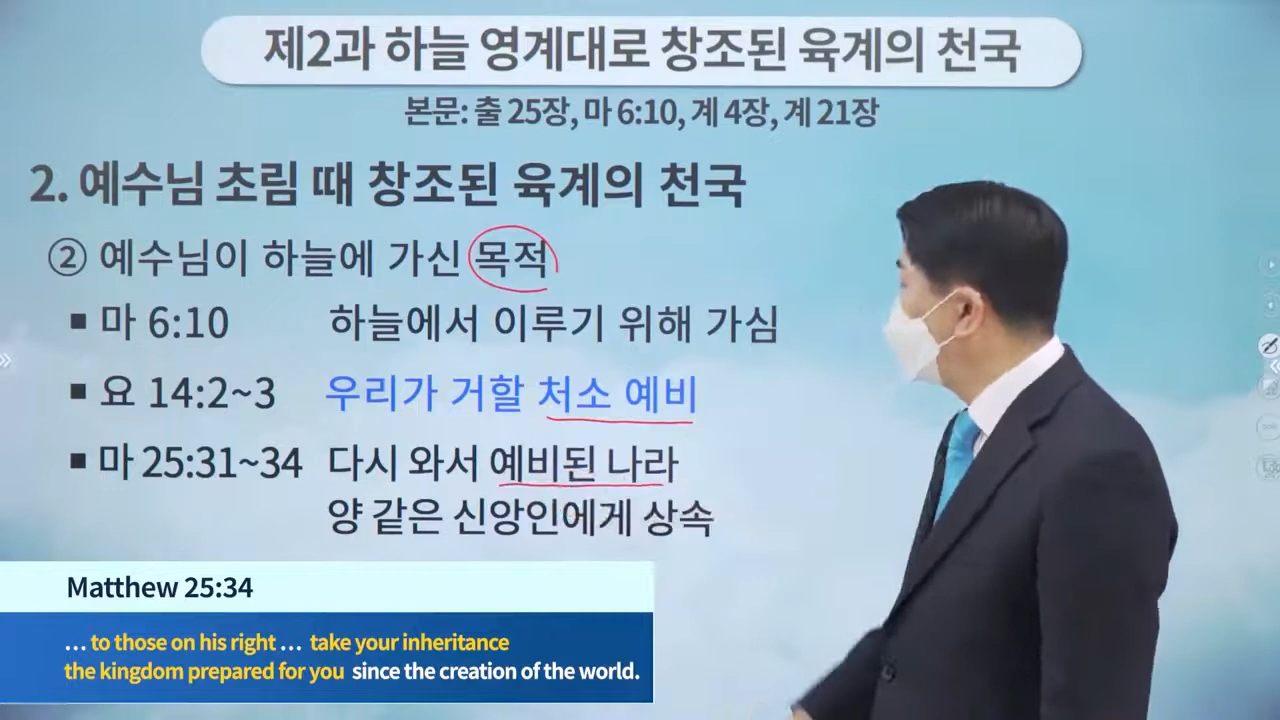 제2과 하늘 영계대로 창조된 육계의 천국
본문: 출 25장, 마 6:10, 계 4장, 계 21장
2. 예수님 초림 때 창조된 육계의 천국
② 예수님이 하늘에 가신 목적
▪ 마 6:10 하늘에서 이루기 위해 가심
▪ 요 14:2~3 우리가 거할 처소 예비
▪ 마 25:31~34 다시 와서 예비된 나라
양 같은 신앙인에게 상속
Matthew 25:34
… to those on his right … take your inheritance
the kingdom prepared for you since the creation of the world.